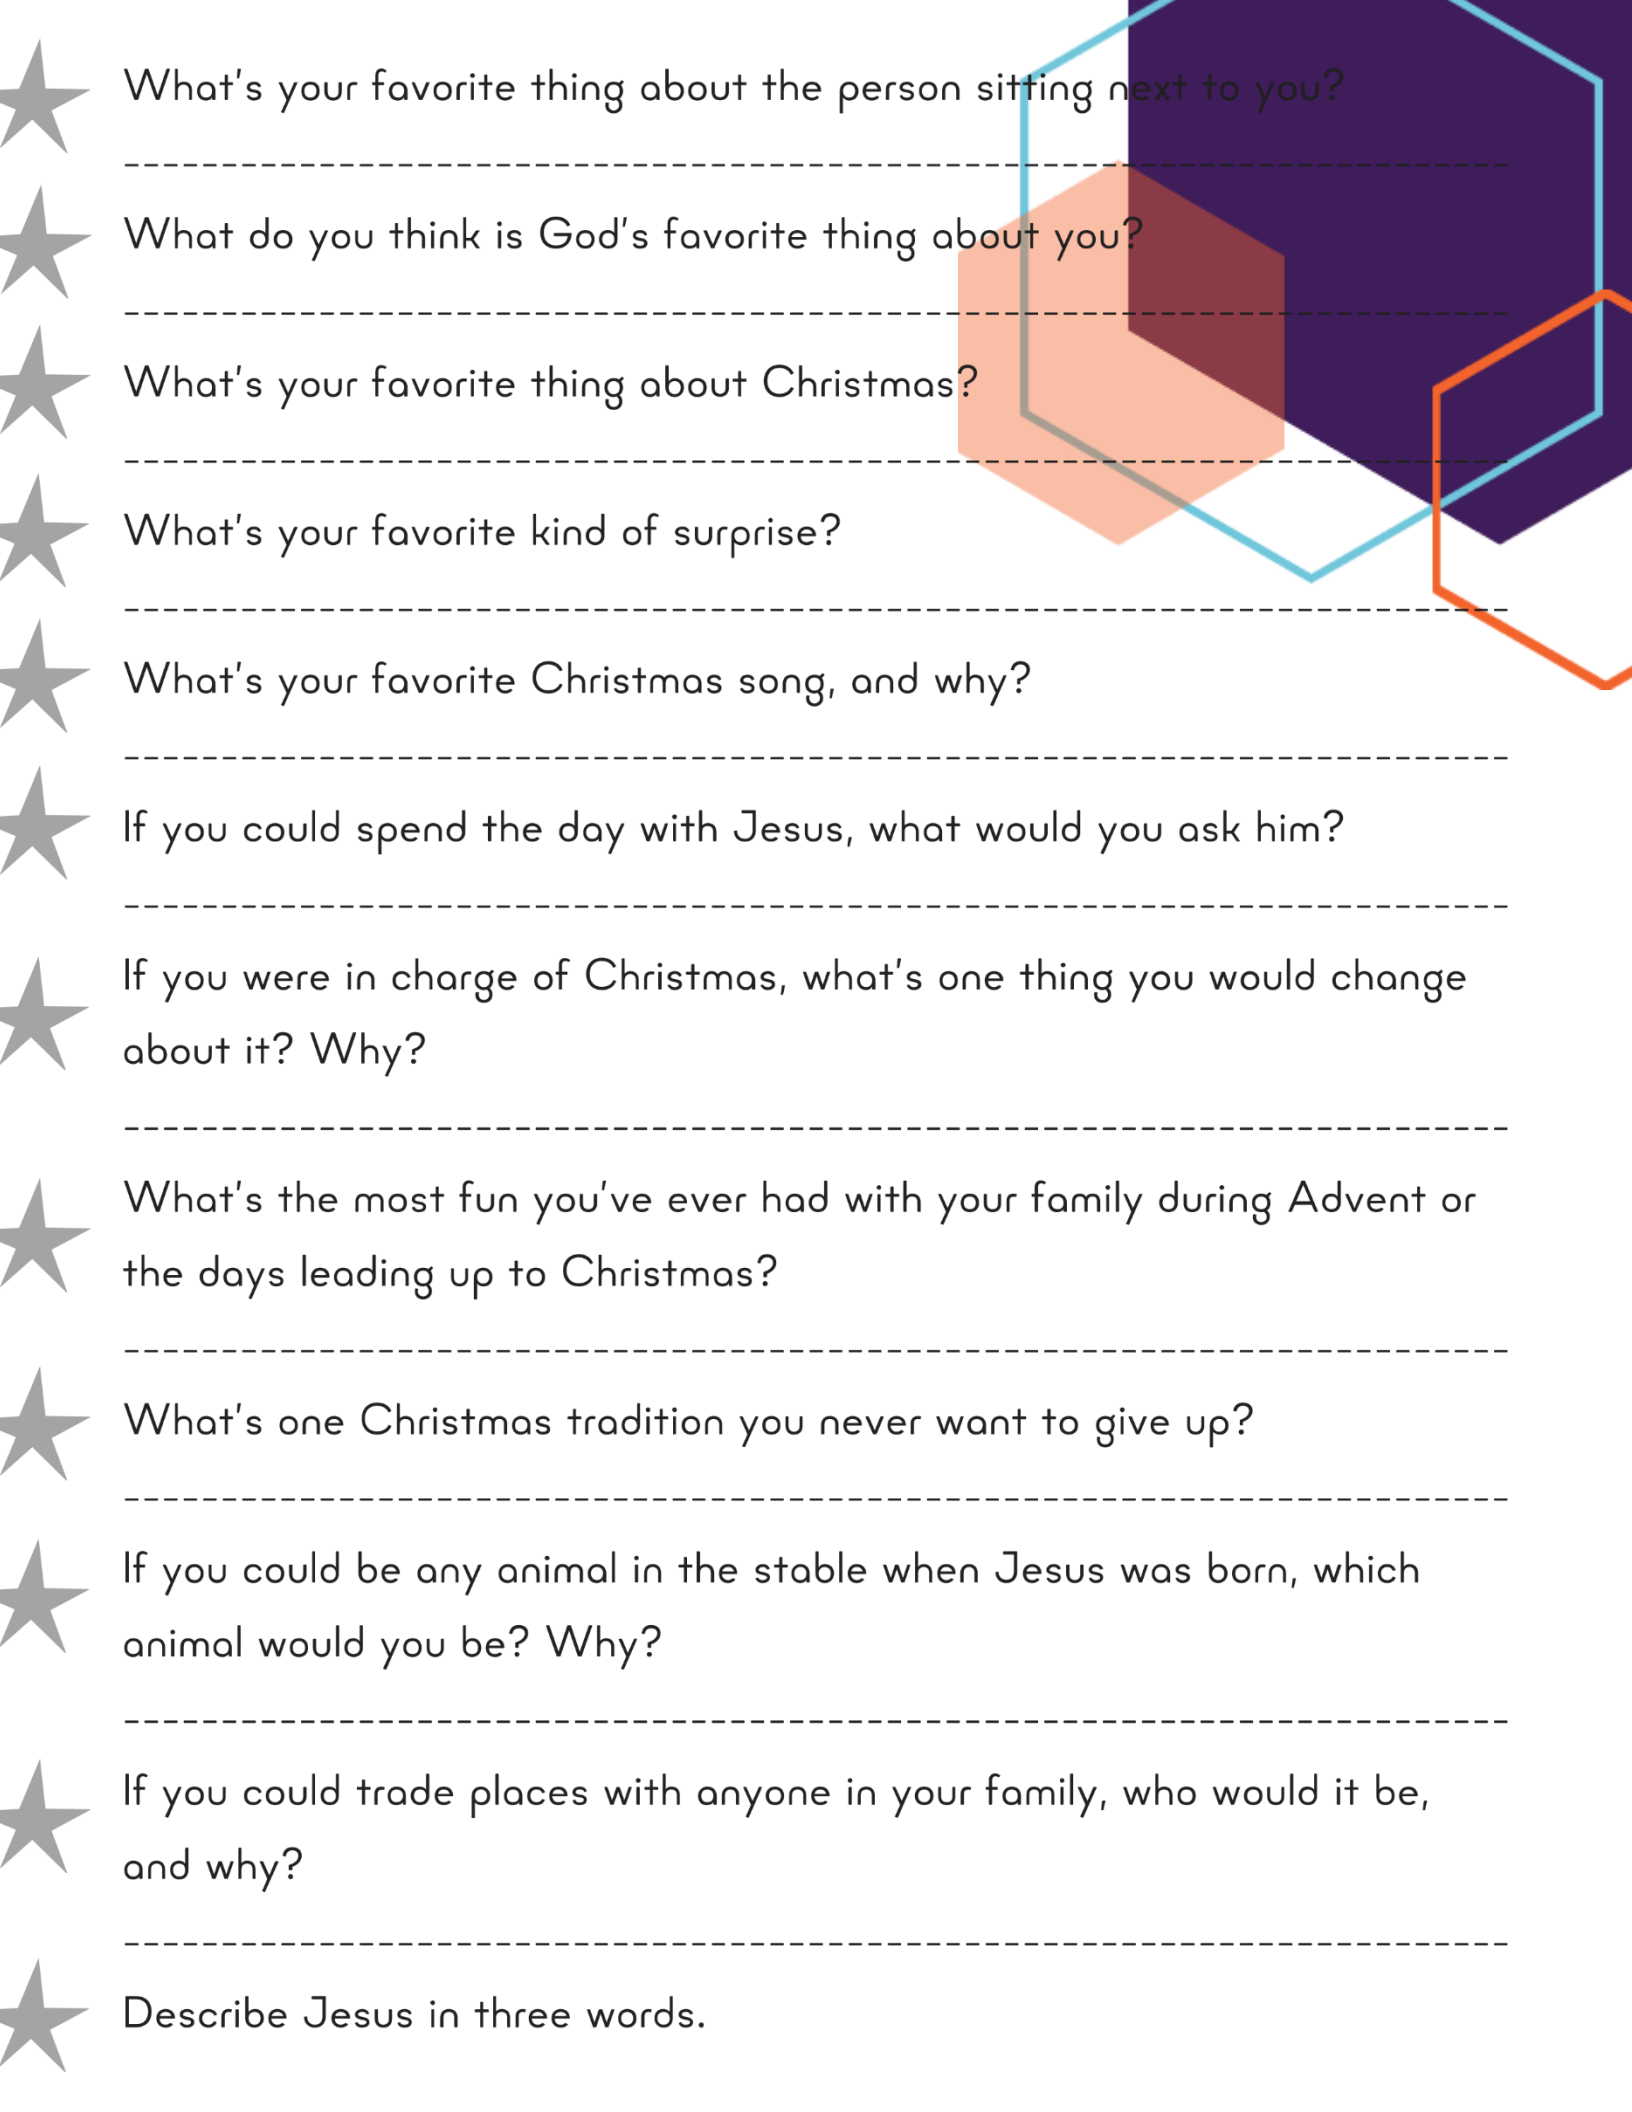 What's your favorite thing about the person sitting next to you?
What do you think is God's favorite thing about you?
What's your favorite thing about Christmas?
What's your favorite kind of surprise?
What's your favorite Christmas song, and why?
If you could spend the day with Jesus, what would you ask him?
If you were in charge of Christmas, what's one thing you would change
about it? Why?
What's the most fun you've ever had with your family during Advent or
the days leading up to Christmas?
What's one Christmas tradition you never want to give up?
If you could be any animal in the stable when Jesus was born, which
animal would you be? Why?
If you could trade places with anyone in your family, who would it be,
and why?
Describe Jesus in three words.